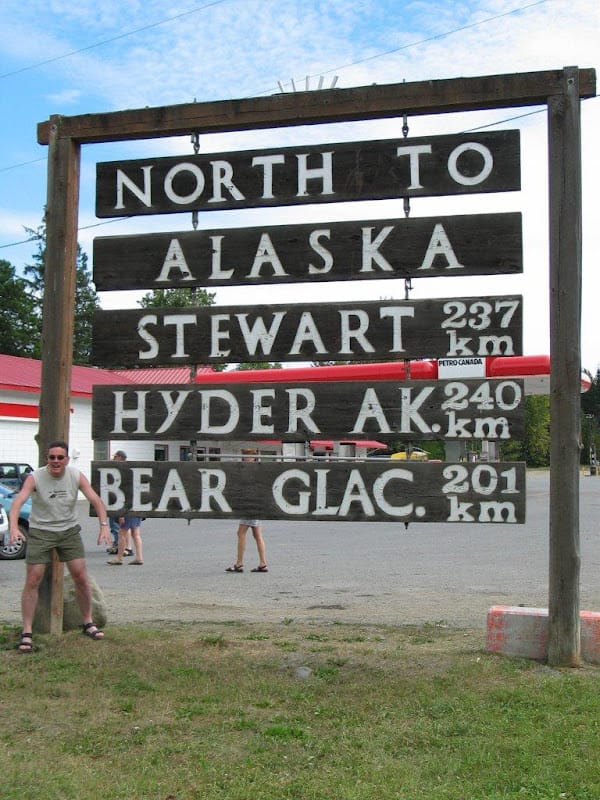 NORTH TO
ALASKA
STEWART 237 km
PETRO-CANADA
HYDER AK. 240 km
BEAR GLAC. 201 km